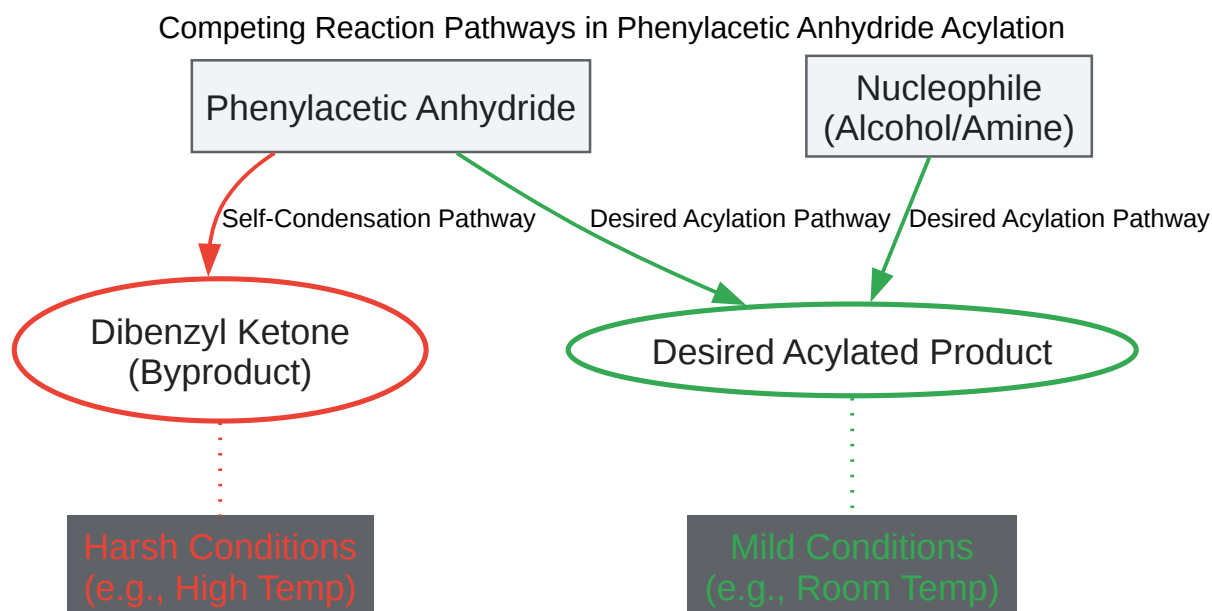 Competing Reaction Pathways in Phenylacetic Anhydride Acylation
Phenylacetic Anhydride
Nucleophile
(Alcohol/Amine)
Self-Condensation Pathway
Desired Acylation Pathway
Desired Acylation Pathway
Dibenzyl Ketone
(Byproduct)
Desired Acylated Product
Harsh Conditions
(e.g., High Temp)
Mild Conditions
(e.g., Room Temp)